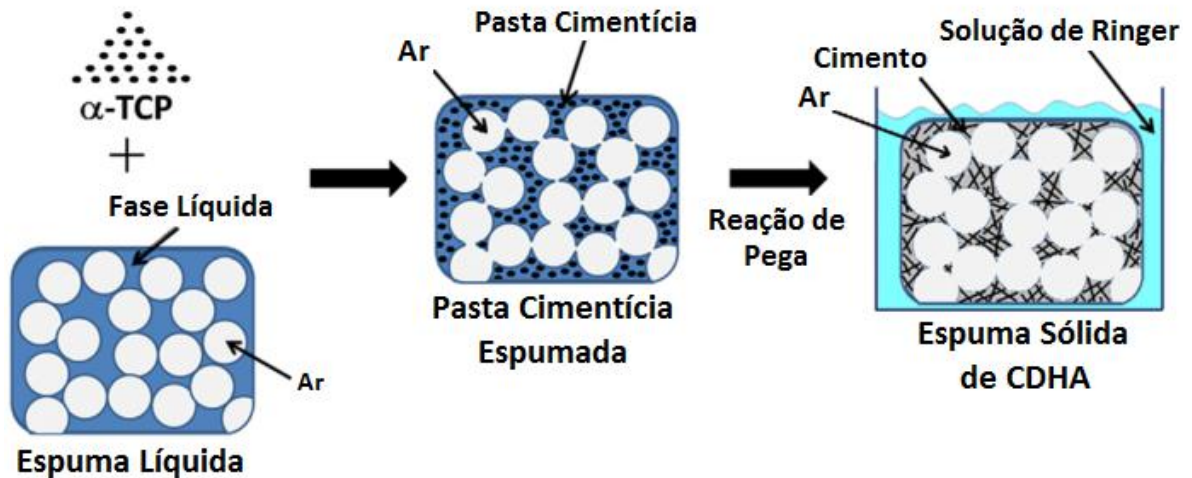 α-TCP
+
Fase Líquida
Ar
Espuma Líquida
Pasta Cimentícia
Ar
Pasta Cimentícia
Espumada
Reação de
Pega
Solução de Ringer
Cimento
Ar
Espuma Sólida
de CDHA